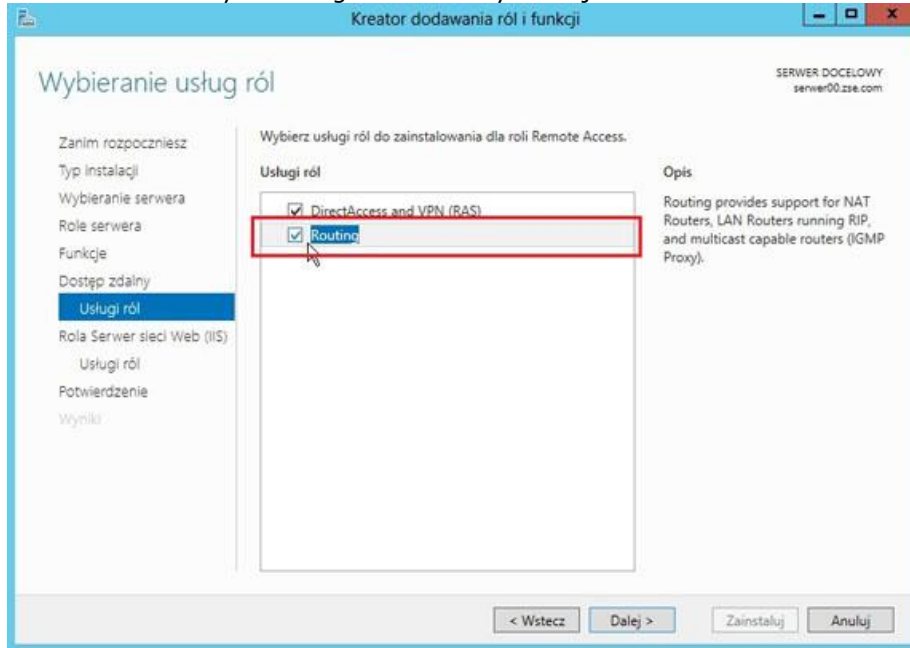 Kreator dodawania ról i funkcji
Wybieranie usług ról
SERWER DOCELOWY
serwer00.zse.com
Zanim rozpoczniesz
Typ instalacji
Wybieranie serwera
Role serwera
Funkcje
Dostęp zdalny
Usługi ról
Rola Serwer sieci Web (IIS)
Usługi ról
Potwierdzenie
Wyniki
Wybierz usługi ról do zainstalowania dla roli Remote Access.
Usługi ról
DirectAccess and VPN (RAS)
Routing
Opis
Routing provides support for NAT
Routers, LAN Routers running RIP,
and multicast capable routers (IGMP
Proxy).
< Wstecz
Dalej >
Zainstaluj
Anuluj